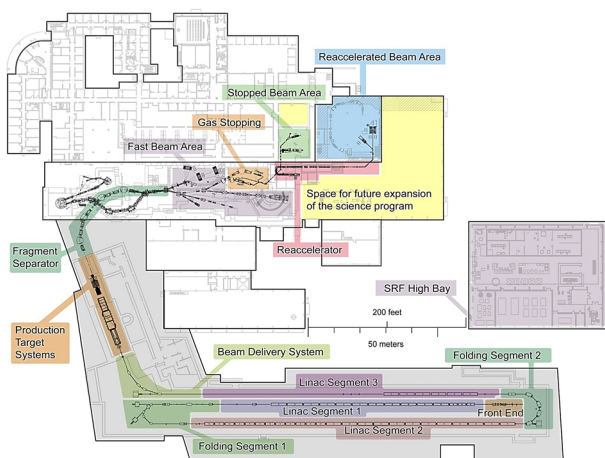 Reaccelerated Beam Area
Stopped Beam Area
Gas Stopping
Fast Beam Area
Space for future expansion
of the science program
Reaccelerator
Fragment
Separator
SRF High Bay
200 feet
50 meters
Production
Target
Systems
Beam Delivery System
Folding Segment 2
Linac Segment 3
Linac Segment 1
Front End
Linac Segment 2
Folding Segment 1